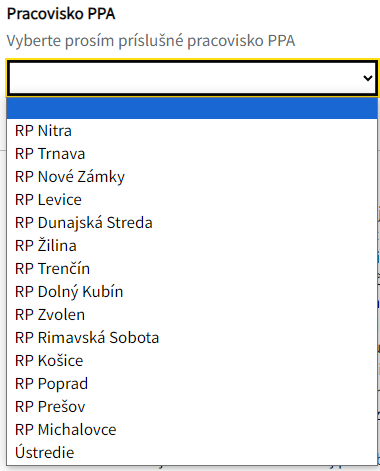 Pracovisko PPA
Vyberte prosím príslušné pracovisko PPA
RP Nitra
RP Trnava
RP Nové Zámky
RP Levice
RP Dunajská Streda
RP Žilina
RP Trenčín
RP Dolný Kubín
RP Zvolen
RP Rimavská Sobota
RP Košice
RP Poprad
RP Prešov
RP Michalovce
Ústredie